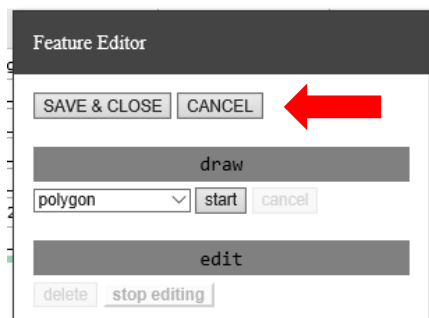 Feature Editor
SAVE & CLOSE CANCEL
draw
polygon start cancel
edit
delete stop editing